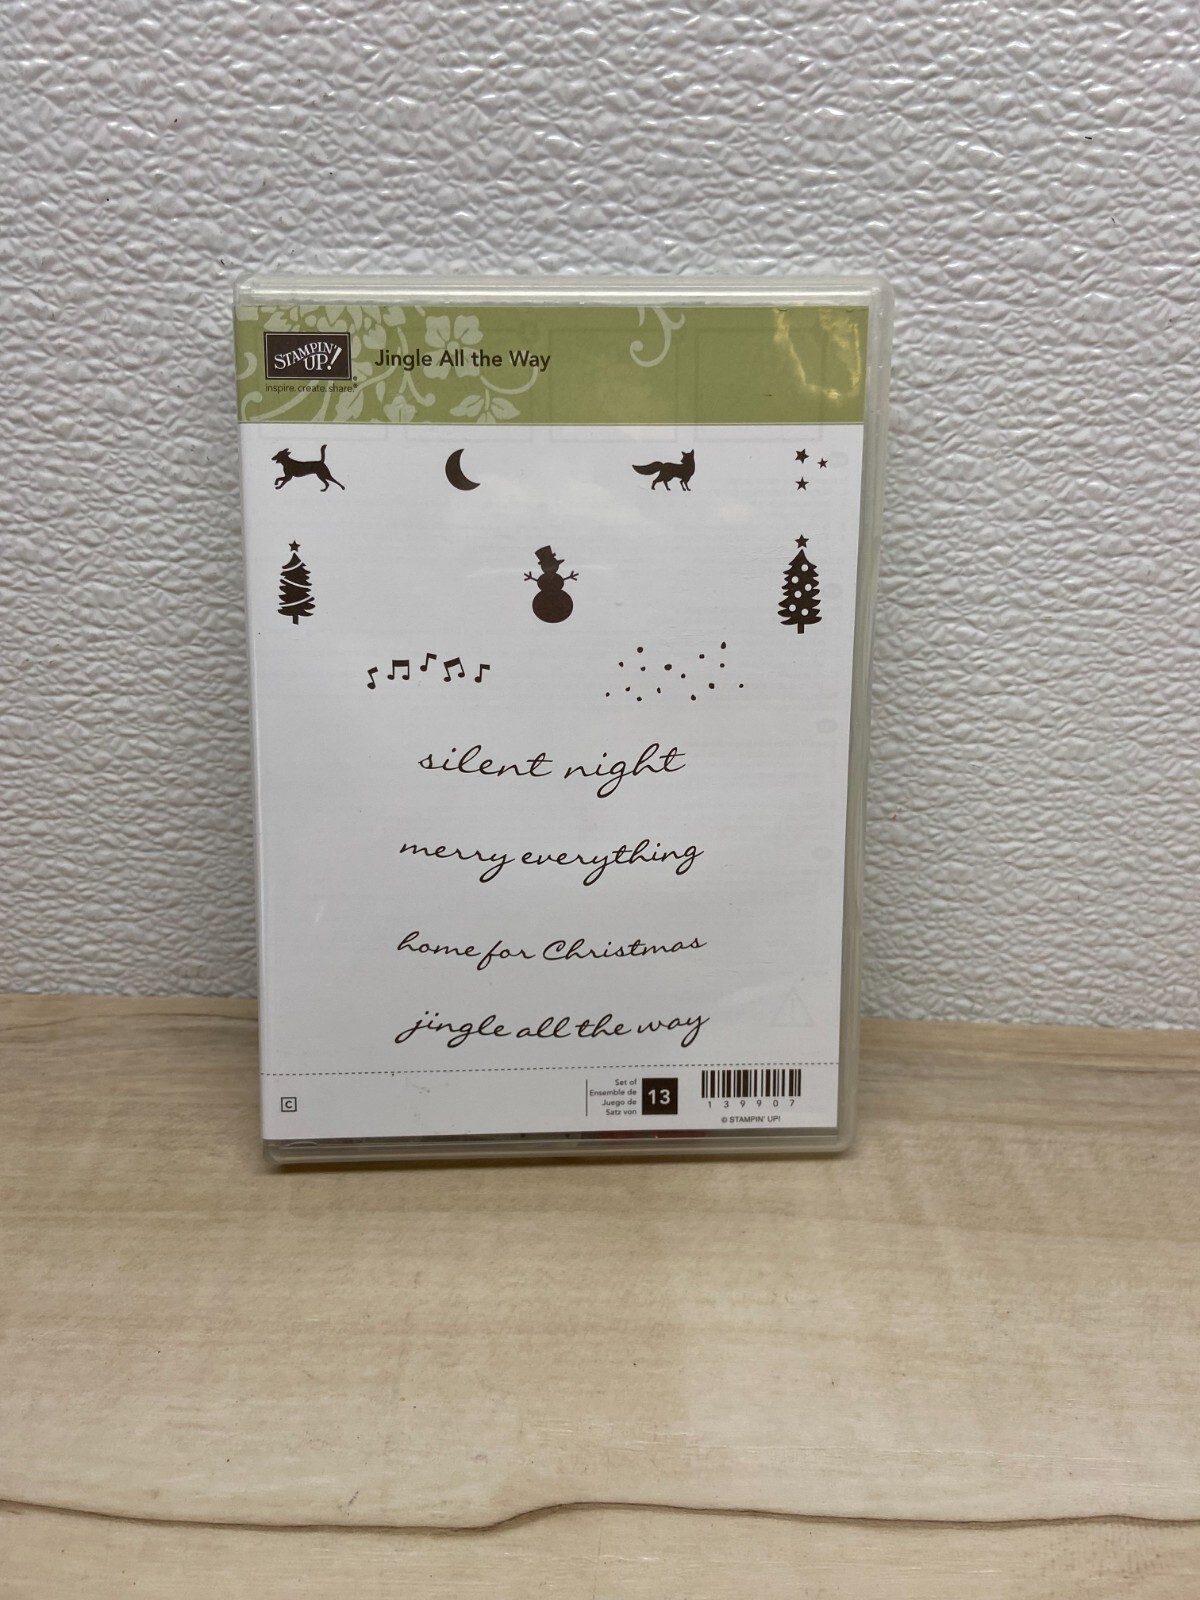 STAMPIN' UP!
inspire. create. share.®
Jingle All the Way
silent night
merry everything
home for Christmas
jingle all the way
C
Set of
Ensemble de
Juego de
Satz von
13
139907
© STAMPIN' UP!